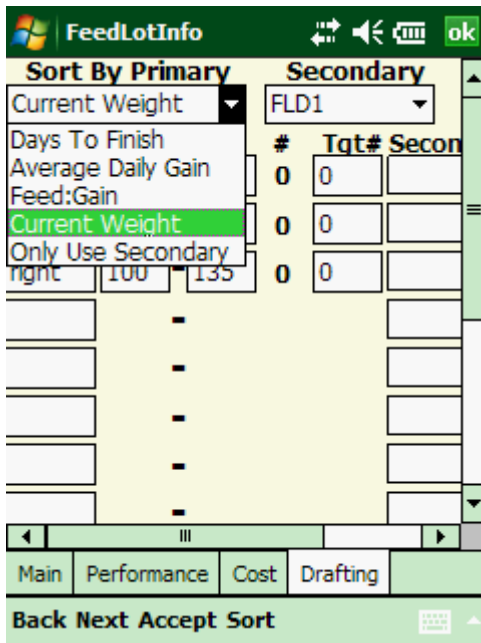 FeedLotInfo ok
Sort By Primary Secondary
Current Weight FLD1
Days To Finish # Tgt# Secon
Average Daily Gain 0 0
Feed:Gain
Current Weight 0 0
Only Use Secondary
right 100 - 135 0 0
-
-
-
-
-
Main Performance Cost Drafting
Back Next Accept Sort